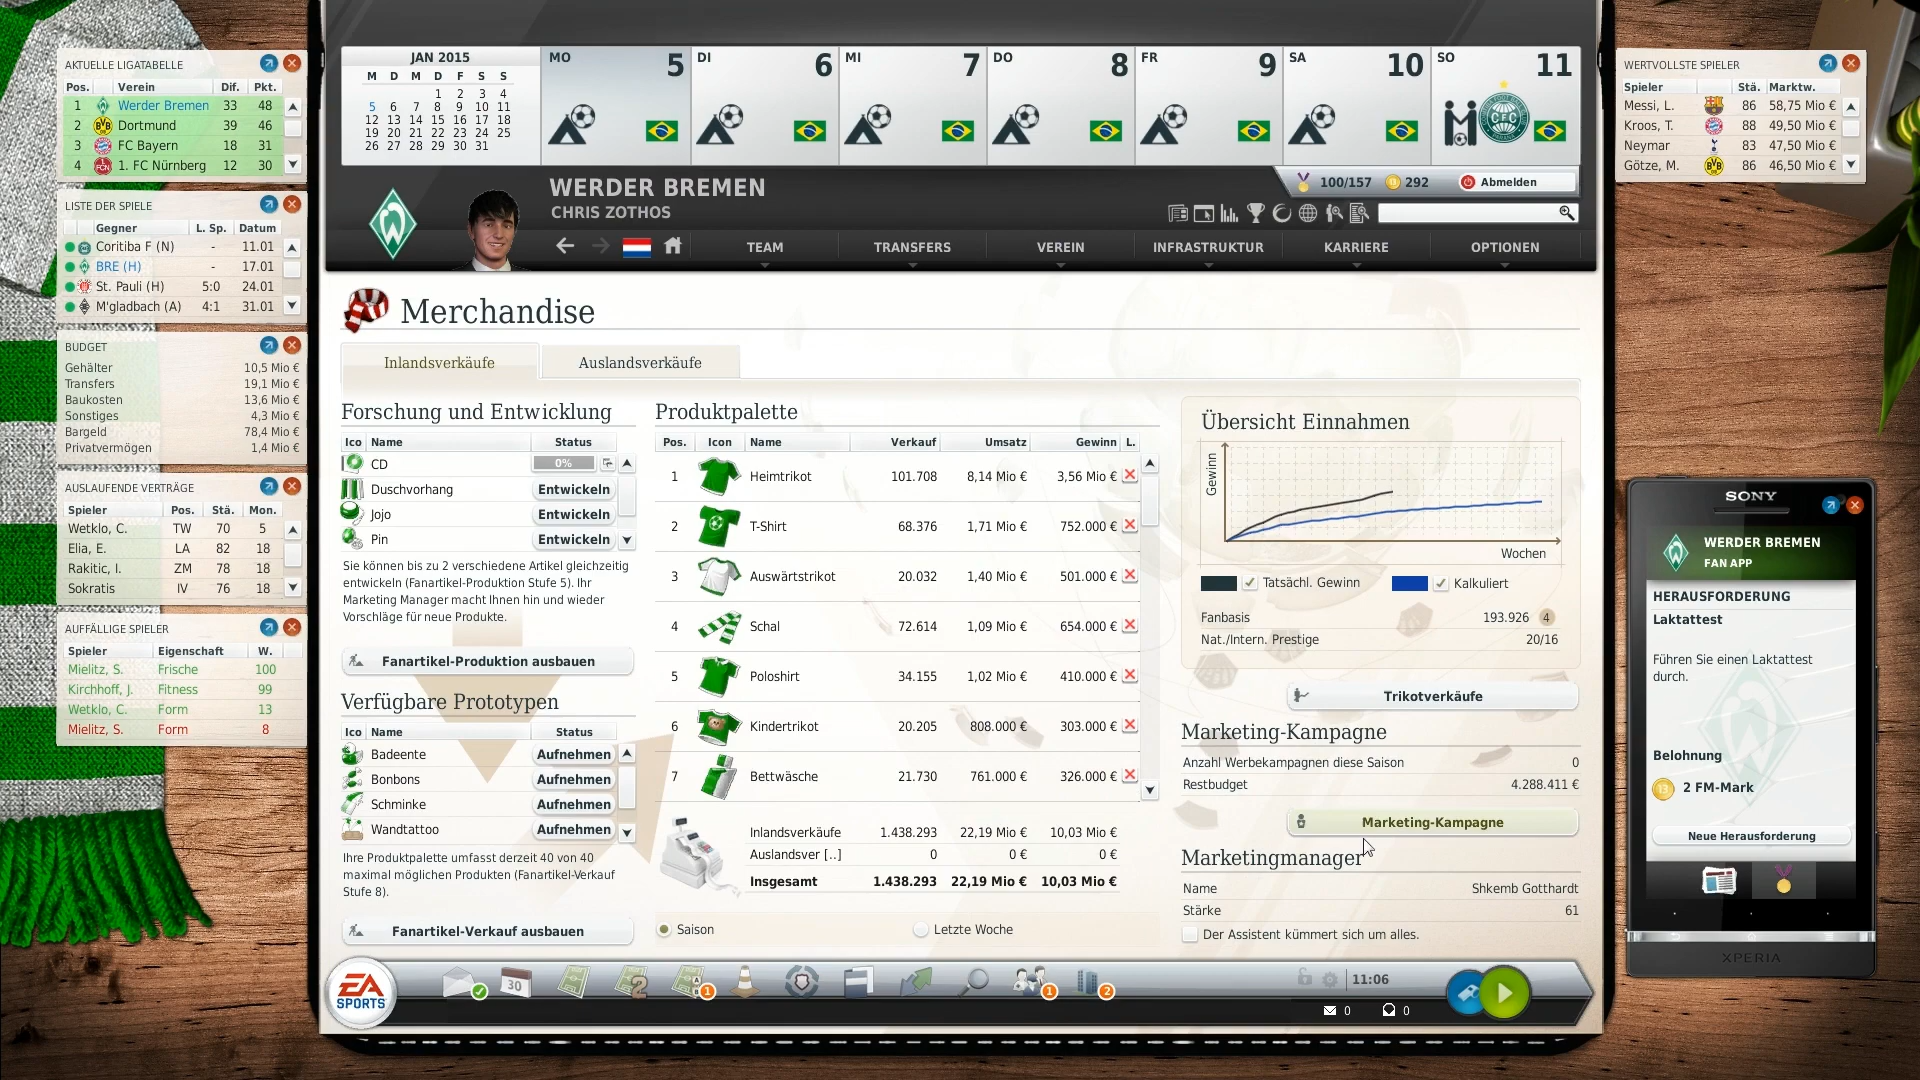 AKTUELLE LIGATABELLE
Pos. Verein Dif. Pkt.
1 Werder Bremen 33 48
2 Dortmund 39 46
3 FC Bayern 18 31
4 1. FC Nürnberg 12 30
LISTE DER SPIELE
Gegner L. Sp. Datum
Coritiba F (N) - 11.01
BRE (H) - 17.01
St. Pauli (H) 5:0 24.01
M'gladbach (A) 4:1 31.01
BUDGET
Gehälter 10,5 Mio €
Transfers 19,1 Mio €
Baukosten 13,6 Mio €
Sonstiges 4,3 Mio €
Bargeld 78,4 Mio €
Privatvermögen 1,4 Mio €
AUSLAUFENDE VERTRÄGE
Spieler Pos. Stä. Mon.
Wetklo, C. TW 70 5
Elia, E. LA 82 18
Rakitic, I. ZM 78 18
Sokratis IV 76 18
AUFFÄLLIGE SPIELER
Spieler Eigenschaft W.
Mielitz, S. Frische 100
Kirchhoff, J. Fitness 99
Wetklo, C. Form 13
Mielitz, S. Form 8
JAN 2015
M D M D F S S
1 2 3 4
5 6 7 8 9 10 11
12 13 14 15 16 17 18
19 20 21 22 23 24 25
26 27 28 29 30 31
MO 5 DI 6 MI 7 DO 8 FR 9 SA 10 SO 11
CFC
WERDER BREMEN
CHRIS ZOTHOS
100/157 292 Abmelden
TEAM TRANSFERS VEREIN INFRASTRUKTUR KARRIERE OPTIONEN
Merchandise
Inlandsverkäufe Auslandsverkäufe
Forschung und Entwicklung
Ico Name Status
CD 0%
Duschvorhang Entwickeln
Jojo Entwickeln
Pin Entwickeln
Sie können bis zu 2 verschiedene Artikel gleichzeitig
entwickeln (Fanartikel-Produktion Stufe 5). Ihr
Marketing Manager macht Ihnen hin und wieder
Vorschläge für neue Produkte.
Fanartikel-Produktion ausbauen
Verfügbare Prototypen
Ico Name Status
Badeente Aufnehmen
Bonbons Aufnehmen
Schminke Aufnehmen
Wandtattoo Aufnehmen
Ihre Produktpalette umfasst derzeit 40 von 40
maximal möglichen Produkten (Fanartikel-Verkauf
Stufe 8).
Fanartikel-Verkauf ausbauen
Produktpalette
Pos. Icon Name Verkauf Umsatz Gewinn L.
1 Heimtrikot 101.708 8,14 Mio € 3,56 Mio €
2 T-Shirt 68.376 1,71 Mio € 752.000 €
3 Auswärtstrikot 20.032 1,40 Mio € 501.000 €
4 Schal 72.614 1,09 Mio € 654.000 €
5 Poloshirt 34.155 1,02 Mio € 410.000 €
6 Kindertrikot 20.205 808.000 € 303.000 €
7 Bettwäsche 21.730 761.000 € 326.000 €
Inlandsverkäufe 1.438.293 22,19 Mio € 10,03 Mio €
Auslandsver [..] 0 0 € 0 €
Insgesamt 1.438.293 22,19 Mio € 10,03 Mio €
Saison Letzte Woche
Übersicht Einnahmen
Gewinn
Wochen
Tatsächl. Gewinn Kalkuliert
Fanbasis 193.926 4
Nat./Intern. Prestige 20/16
Trikotverkäufe
Marketing-Kampagne
Anzahl Werbekampagnen diese Saison 0
Restbudget 4.288.411 €
Marketing-Kampagne
Marketingmanager
Name Shkemb Gotthardt
Stärke 61
Der Assistent kümmert sich um alles.
EA
SPORTS
30 2 1 1 2
11:06
0 0
WERTVOLLSTE SPIELER
Spieler Stä. Marktw.
Messi, L. 86 58,75 Mio €
Kroos, T. 88 49,50 Mio €
Neymar 83 47,50 Mio €
Götze, M. 86 46,50 Mio €
SONY
WERDER BREMEN
FAN APP
HERAUSFORDERUNG
Laktattest
Führen Sie einen Laktattest
durch.
Belohnung
13 2 FM-Mark
Neue Herausforderung
XPERIA